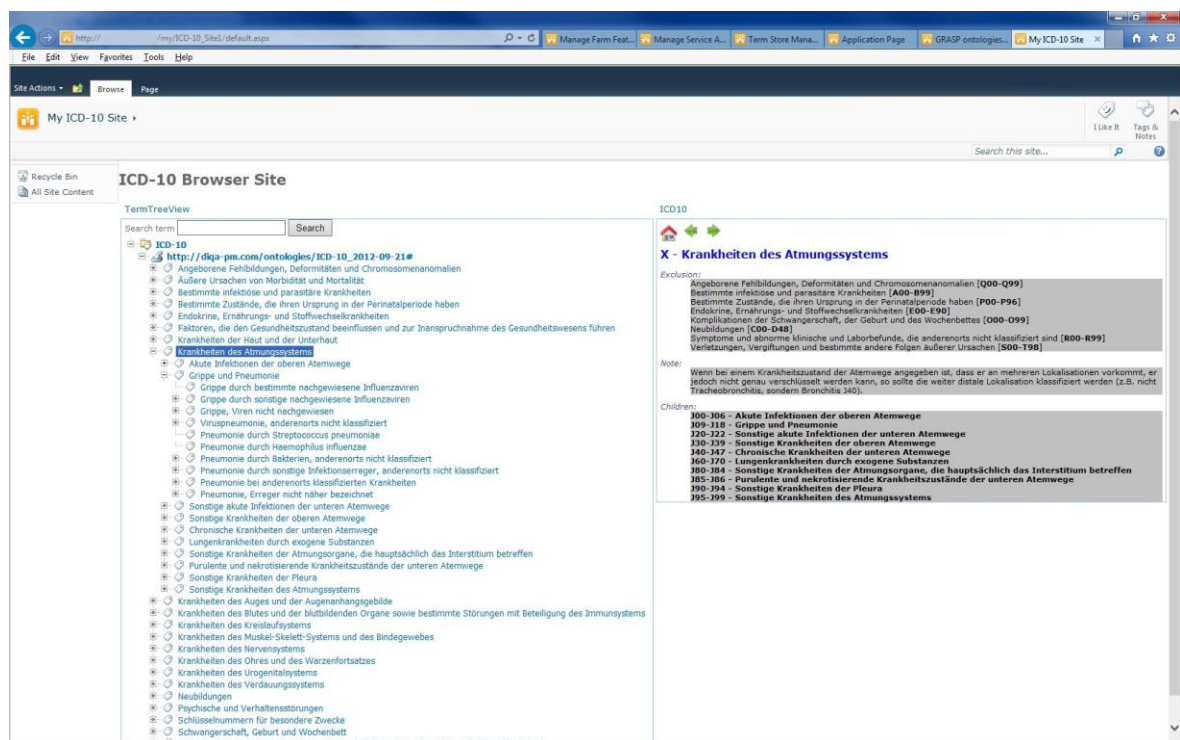 http:// /my/ICD-10_Site1/default.aspx
Manage Farm Feat...
Manage Service A...
Term Store Mana...
Application Page
GRASP ontologies...
My ICD-10 Site
File Edit View Favorites Tools Help
Site Actions
Browse
Page
My ICD-10 Site
I Like It
Tags & Notes
Search this site...
Recycle Bin
All Site Content
ICD-10 Browser Site
TermTreeView
Search term
Search
ICD-10
http://diqa-pm.com/ontologies/ICD-10_2012-09-21#
Angeborene Fehlbildungen, Deformitäten und Chromosomenanomalien
Äußere Ursachen von Morbidität und Mortalität
Bestimmte infektiöse und parasitäre Krankheiten
Bestimmte Zustände, die ihren Ursprung in der Perinatalperiode haben
Endokrine, Ernährungs- und Stoffwechselkrankheiten
Faktoren, die den Gesundheitszustand beeinflussen und zur Inanspruchnahme des Gesundheitswesens führen
Krankheiten der Haut und der Unterhaut
Krankheiten des Atmungssystems
Akute Infektionen der oberen Atemwege
Grippe und Pneumonie
Grippe durch bestimmte nachgewiesene Influenzaviren
Grippe durch sonstige nachgewiesene Influenzaviren
Grippe, Viren nicht nachgewiesen
Viruspneumonie, anderenorts nicht klassifiziert
Pneumonie durch Streptococcus pneumoniae
Pneumonie durch Haemophilus influenzae
Pneumonie durch Bakterien, anderenorts nicht klassifiziert
Pneumonie durch sonstige Infektionserreger, anderenorts nicht klassifiziert
Pneumonie bei anderenorts klassifizierten Krankheiten
Pneumonie, Erreger nicht näher bezeichnet
Sonstige akute Infektionen der unteren Atemwege
Sonstige Krankheiten der oberen Atemwege
Chronische Krankheiten der unteren Atemwege
Lungenkrankheiten durch exogene Substanzen
Sonstige Krankheiten der Atmungsorgane, die hauptsächlich das Interstitium betreffen
Purulente und nekrotisierende Krankheitszustände der unteren Atemwege
Sonstige Krankheiten der Pleura
Sonstige Krankheiten des Atmungssystems
Krankheiten des Auges und der Augenanhangsgebilde
Krankheiten des Blutes und der blutbildenden Organe sowie bestimmte Störungen mit Beteiligung des Immunsystems
Krankheiten des Kreislaufsystems
Krankheiten des Muskel-Skelett-Systems und des Bindegewebes
Krankheiten des Nervensystems
Krankheiten des Ohres und des Warzenfortsatzes
Krankheiten des Urogenitalsystems
Krankheiten des Verdauungssystems
Neubildungen
Psychische und Verhaltensstörungen
Schlüsselnummern für besondere Zwecke
Schwangerschaft, Geburt und Wochenbett
ICD10
X - Krankheiten des Atmungssystems
Exclusion:
Angeborene Fehlbildungen, Deformitäten und Chromosomenanomalien [Q00-Q99]
Bestimmte infektiöse und parasitäre Krankheiten [A00-B99]
Bestimmte Zustände, die ihren Ursprung in der Perinatalperiode haben [P00-P96]
Endokrine, Ernährungs- und Stoffwechselkrankheiten [E00-E90]
Komplikationen der Schwangerschaft, der Geburt und des Wochenbettes [O00-O99]
Neubildungen [C00-D48]
Symptome und abnorme klinische und Laborbefunde, die anderenorts nicht klassifiziert sind [R00-R99]
Verletzungen, Vergiftungen und bestimmte andere Folgen äußerer Ursachen [S00-T98]
Note:
Wenn bei einem Krankheitszustand der Atemwege angegeben ist, dass er an mehreren Lokalisationen vorkommt, er
jedoch nicht genau verschlüsselt werden kann, so sollte die weiter distale Lokalisation klassifiziert werden (z.B. nicht
Tracheobronchitis, sondern Bronchitis J40).
Children:
J00-J06 - Akute Infektionen der oberen Atemwege
J09-J18 - Grippe und Pneumonie
J20-J22 - Sonstige akute Infektionen der unteren Atemwege
J30-J39 - Sonstige Krankheiten der oberen Atemwege
J40-J47 - Chronische Krankheiten der unteren Atemwege
J60-J70 - Lungenkrankheiten durch exogene Substanzen
J80-J84 - Sonstige Krankheiten der Atmungsorgane, die hauptsächlich das Interstitium betreffen
J85-J86 - Purulente und nekrotisierende Krankheitszustände der unteren Atemwege
J90-J94 - Sonstige Krankheiten der Pleura
J95-J99 - Sonstige Krankheiten des Atmungssystems